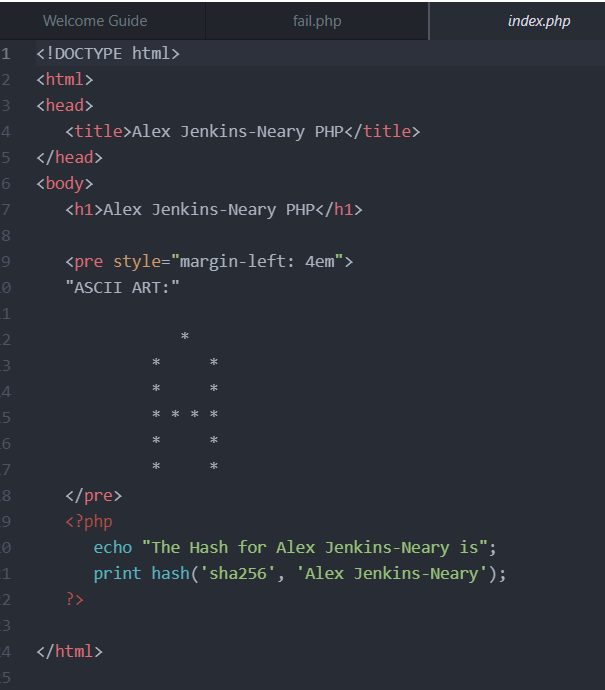 Welcome Guide fail.php index.php
1 <!DOCTYPE html>
2 <html>
3 <head>
4    <title>Alex Jenkins-Neary PHP</title>
5 </head>
6 <body>
7    <h1>Alex Jenkins-Neary PHP</h1>
8
9    <pre style="margin-left: 4em">
0    "ASCII ART:"
1
2                *
3             *     *
4             *     *
5             * * * *
6             *     *
7             *     *
8    </pre>
9    <?php
0       echo "The Hash for Alex Jenkins-Neary is";
1       print hash('sha256', 'Alex Jenkins-Neary');
2    ?>
3
4 </html>
5